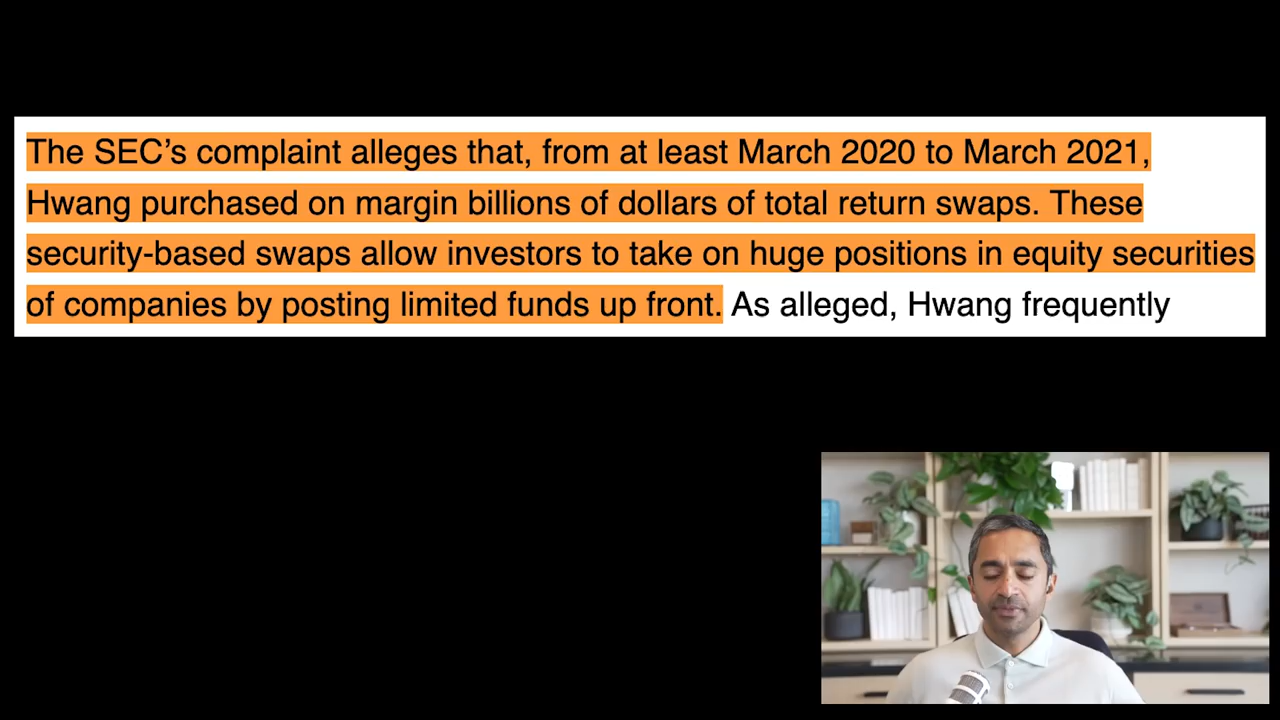 The SEC’s complaint alleges that, from at least March 2020 to March 2021,
Hwang purchased on margin billions of dollars of total return swaps. These
security-based swaps allow investors to take on huge positions in equity securities
of companies by posting limited funds up front. As alleged, Hwang frequently